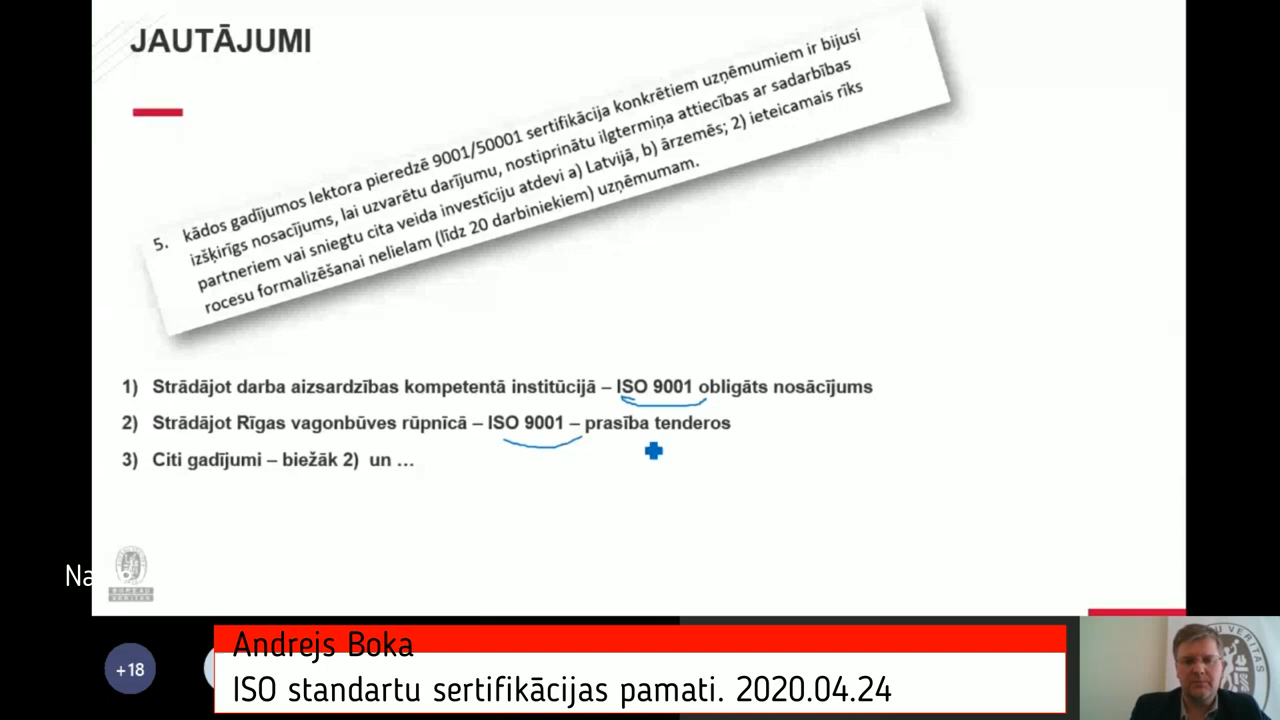 JAUTĀJUMI
5. kādos gadījumos lektora pieredzē 9001/50001 sertifikācija konkrētiem uzņēmumiem ir bijusi
izšķirīgs nosacījums, lai uzvarētu darījumu, nostiprinātu ilgtermiņa attiecības ar sadarbības
partneriem vai sniegtu cita veida investīciju atdevi a) Latvijā, b) ārzemēs; 2) ieteicamais rīks
rocesu formalizēšanai nelielam (līdz 20 darbiniekiem) uzņēmumam.
1) Strādājot darba aizsardzības kompetentā institūcijā – ISO 9001 obligāts nosācījums
2) Strādājot Rīgas vagonbūves rūpnīcā – ISO 9001 – prasība tenderos
3) Citi gadījumi – biežāk 2) un ...
Na
BUREAU
VERITAS
+18
Andrejs Boka
ISO standartu sertifikācijas pamati. 2020.04.24
U VERITAS